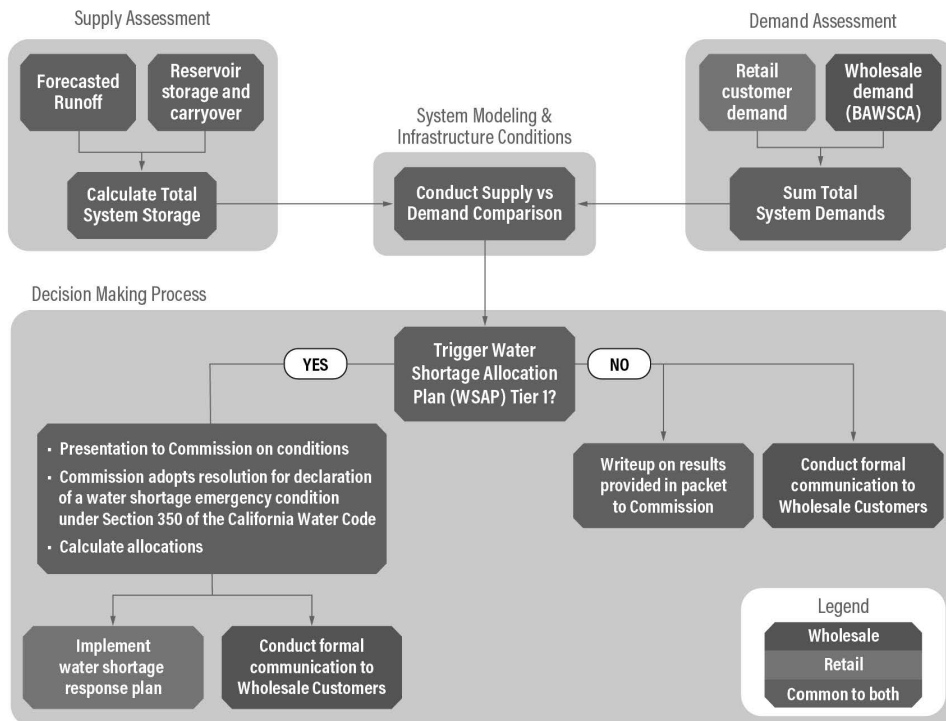 Supply Assessment
Forecasted
Runoff
Reservoir
storage and
carryover
Calculate Total
System Storage
System Modeling &
Infrastructure Conditions
Conduct Supply vs
Demand Comparison
Demand Assessment
Retail
customer
demand
Wholesale
demand
(BAWSCA)
Sum Total
System Demands
Decision Making Process
Trigger Water
Shortage Allocation
Plan (WSAP) Tier 1?
YES
NO
• Presentation to Commission on conditions
• Commission adopts resolution for declaration
of a water shortage emergency condition
under Section 350 of the California Water Code
• Calculate allocations
Writeup on results
provided in packet
to Commission
Conduct formal
communication to
Wholesale Customers
Implement
water shortage
response plan
Conduct formal
communication to
Wholesale Customers
Legend
Wholesale
Retail
Common to both